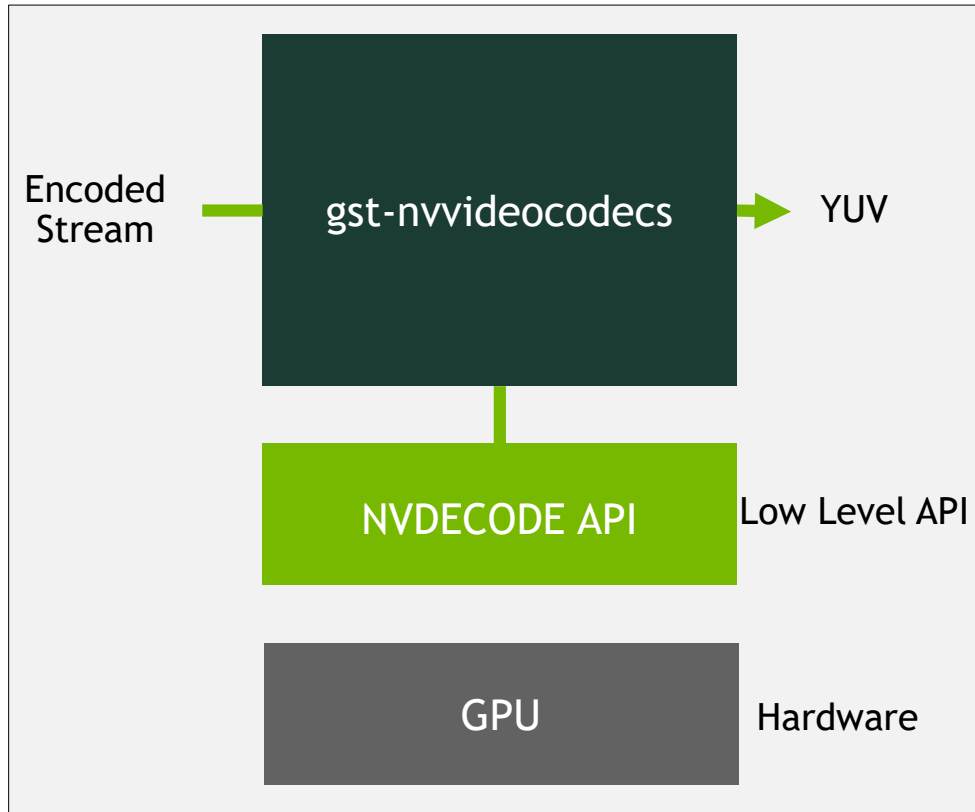 Encoded
Stream
gst-nvvideocodecs
YUV
NVDECODE API
Low Level API
GPU
Hardware